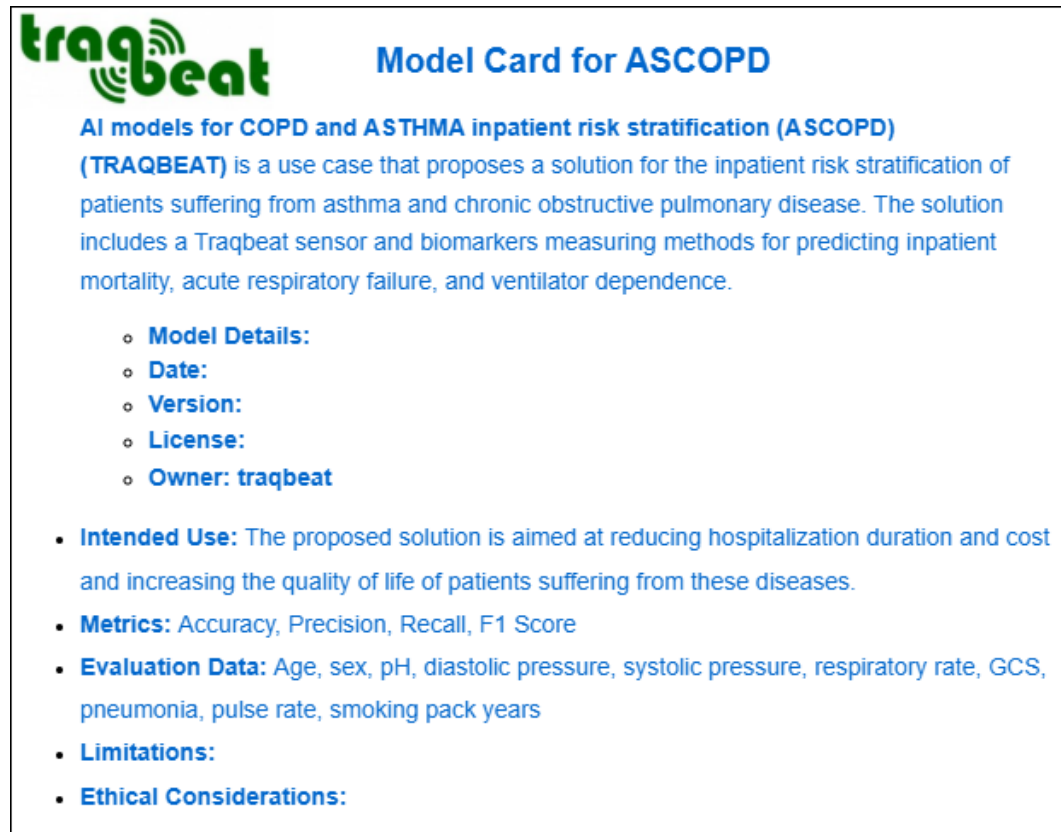 traqbeat
Model Card for ASCOPD
AI models for COPD and ASTHMA inpatient risk stratification (ASCOPD)
(TRAQBEAT) is a use case that proposes a solution for the inpatient risk stratification of
patients suffering from asthma and chronic obstructive pulmonary disease. The solution
includes a Traqbeat sensor and biomarkers measuring methods for predicting inpatient
mortality, acute respiratory failure, and ventilator dependence.
Model Details:
Date:
Version:
License:
Owner: traqbeat
Intended Use: The proposed solution is aimed at reducing hospitalization duration and cost
and increasing the quality of life of patients suffering from these diseases.
Metrics: Accuracy, Precision, Recall, F1 Score
Evaluation Data: Age, sex, pH, diastolic pressure, systolic pressure, respiratory rate, GCS,
pneumonia, pulse rate, smoking pack years
Limitations:
Ethical Considerations: